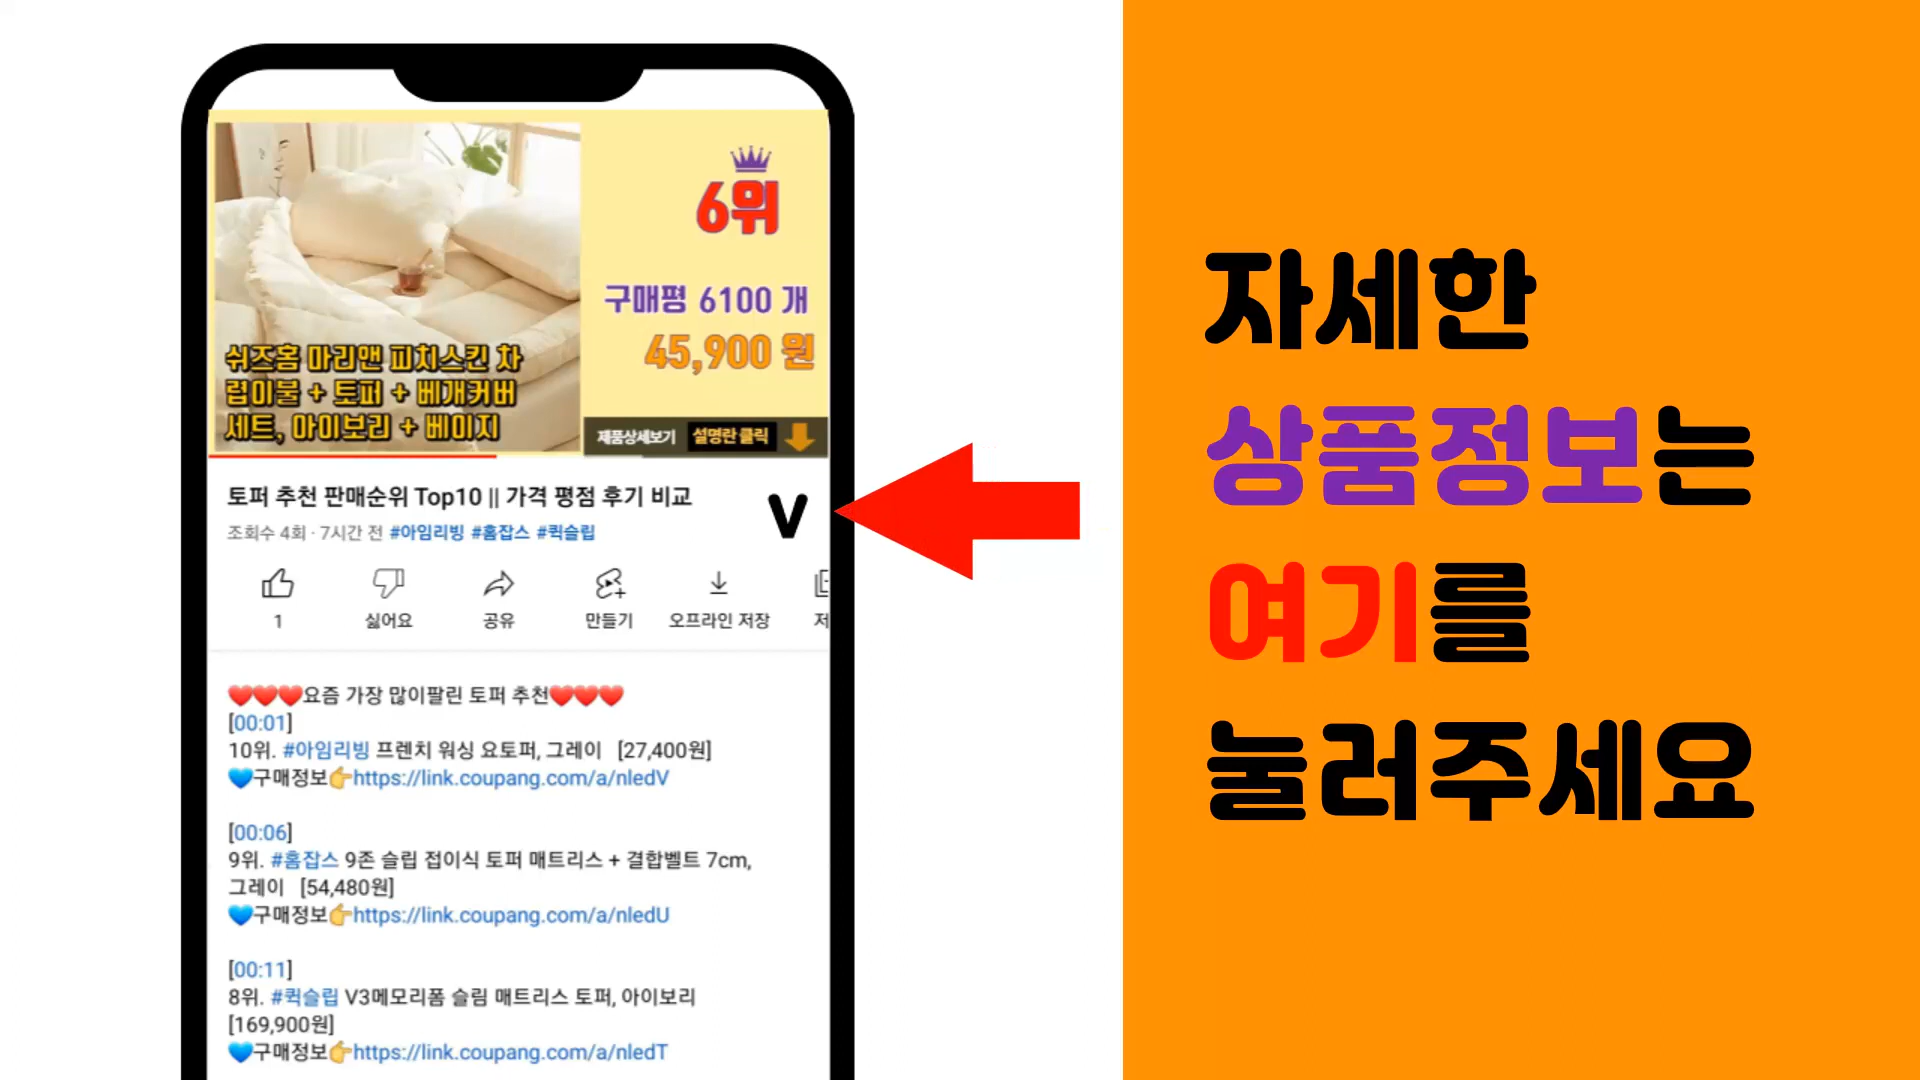 6위
구매평 6100 개
45,900 원
쉬즈홈 마리앤 피치스킨 차
렵이불 + 토퍼 + 베개커버
세트, 아이보리 + 베이지
제품상세보기 설명란 클릭
토퍼 추천 판매순위 Top10 || 가격 평점 후기 비교
V
조회수 4회 · 7시간 전 #아임리빙 #홈잡스 #퀵슬립
1 싫어요 공유 만들기 오프라인 저장 저
❤️❤️❤️요즘 가장 많이팔린 토퍼 추천❤️❤️❤️
[00:01]
10위. #아임리빙 프렌치 워싱 요토퍼, 그레이 [27,400원]
💙구매정보👉https://link.coupang.com/a/nledV
[00:06]
9위. #홈잡스 9존 슬립 접이식 토퍼 매트리스 + 결합벨트 7cm,
그레이 [54,480원]
💙구매정보👉https://link.coupang.com/a/nledU
[00:11]
8위. #퀵슬립 V3메모리폼 슬림 매트리스 토퍼, 아이보리
[169,900원]
💙구매정보👉https://link.coupang.com/a/nledT
자세한
상품정보는
여기를
눌러주세요